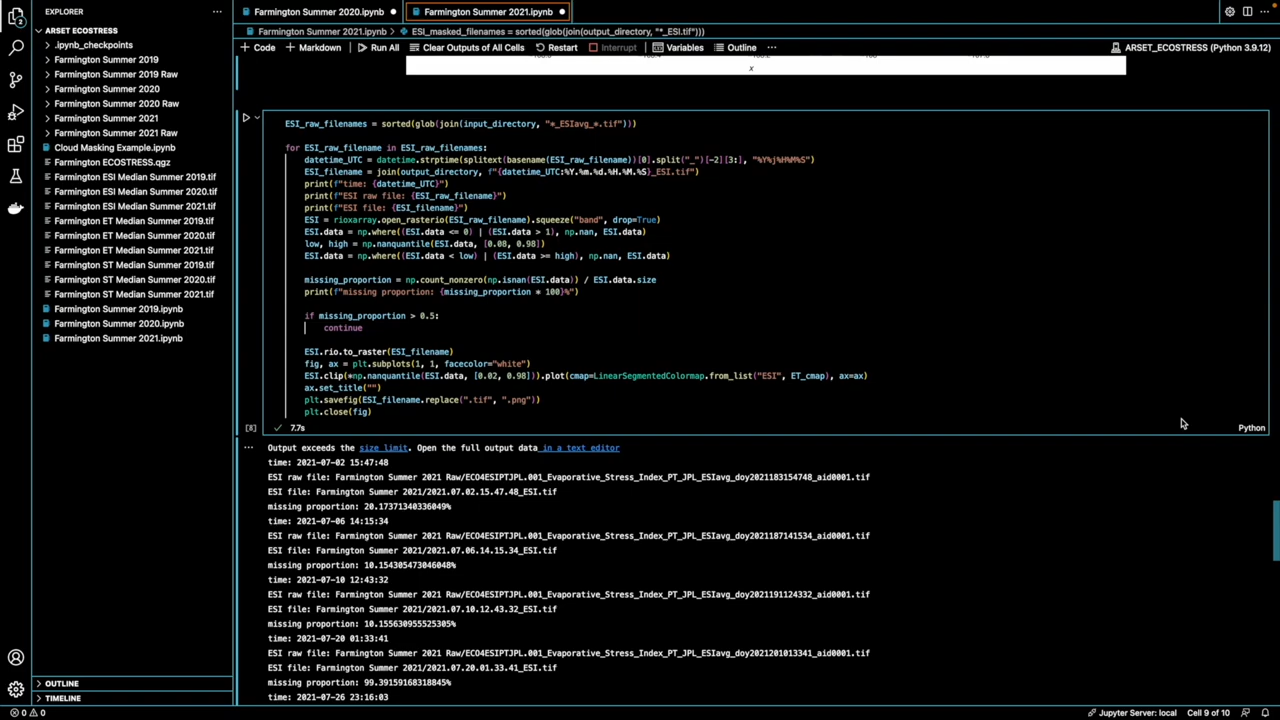 EXPLORER
ARSET ECOSTRESS
.ipynb_checkpoints
Farmington Summer 2019
Farmington Summer 2019 Raw
Farmington Summer 2020
Farmington Summer 2020 Raw
Farmington Summer 2021
Farmington Summer 2021 Raw
Cloud Masking Example.ipynb
Farmington ECOSTRESS.qgz
Farmington ESI Median Summer 2019.tif
Farmington ESI Median Summer 2020.tif
Farmington ESI Median Summer 2021.tif
Farmington ET Median Summer 2019.tif
Farmington ET Median Summer 2020.tif
Farmington ET Median Summer 2021.tif
Farmington ST Median Summer 2019.tif
Farmington ST Median Summer 2020.tif
Farmington ST Median Summer 2021.tif
Farmington Summer 2019.ipynb
Farmington Summer 2020.ipynb
Farmington Summer 2021.ipynb
OUTLINE
TIMELINE
Farmington Summer 2020.ipynb
Farmington Summer 2021.ipynb
Farmington Summer 2021.ipynb > ESI_masked_filenames = sorted(glob(join(output_directory, "*_ESI.tif")))
+ Code + Markdown Run All Clear Outputs of All Cells Restart Interrupt Variables Outline ... ARSET_ECOSTRESS (Python 3.9.12)
x
ESI_raw_filenames = sorted(glob(join(input_directory, "*_ESIavg_*.tif")))
for ESI_raw_filename in ESI_raw_filenames:
datetime_UTC = datetime.strptime(splitext(basename(ESI_raw_filename))[0].split("_")[-2][3:], "%Y%j%H%M%S")
ESI_filename = join(output_directory, f"{datetime_UTC:%Y.%m.%d.%H.%M.%S}_ESI.tif")
print(f"time: {datetime_UTC}")
print(f"ESI raw file: {ESI_raw_filename}")
print(f"ESI file: {ESI_filename}")
ESI = rioxarray.open_rasterio(ESI_raw_filename).squeeze("band", drop=True)
ESI.data = np.where((ESI.data <= 0) | (ESI.data > 1), np.nan, ESI.data)
low, high = np.nanquantile(ESI.data, [0.08, 0.98])
ESI.data = np.where((ESI.data < low) | (ESI.data >= high), np.nan, ESI.data)
missing_proportion = np.count_nonzero(np.isnan(ESI.data)) / ESI.data.size
print(f"missing proportion: {missing_proportion * 100}%")
if missing_proportion > 0.5:
continue
ESI.rio.to_raster(ESI_filename)
fig, ax = plt.subplots(1, 1, facecolor="white")
ESI.clip(*np.nanquantile(ESI.data, [0.02, 0.98])).plot(cmap=LinearSegmentedColormap.from_list("ESI", ET_cmap), ax=ax)
ax.set_title("")
plt.savefig(ESI_filename.replace(".tif", ".png"))
plt.close(fig)
[8] ✓ 7.7s Python
Output exceeds the size limit. Open the full output data in a text editor
time: 2021-07-02 15:47:48
ESI raw file: Farmington Summer 2021 Raw/ECO4ESIPTJPL.001_Evaporative_Stress_Index_PT_JPL_ESIavg_doy2021183154748_aid0001.tif
ESI file: Farmington Summer 2021/2021.07.02.15.47.48_ESI.tif
missing proportion: 20.17371340336049%
time: 2021-07-06 14:15:34
ESI raw file: Farmington Summer 2021 Raw/ECO4ESIPTJPL.001_Evaporative_Stress_Index_PT_JPL_ESIavg_doy2021187141534_aid0001.tif
ESI file: Farmington Summer 2021/2021.07.06.14.15.34_ESI.tif
missing proportion: 10.154305473046048%
time: 2021-07-10 12:43:32
ESI raw file: Farmington Summer 2021 Raw/ECO4ESIPTJPL.001_Evaporative_Stress_Index_PT_JPL_ESIavg_doy2021191124332_aid0001.tif
ESI file: Farmington Summer 2021/2021.07.10.12.43.32_ESI.tif
missing proportion: 10.155630955525305%
time: 2021-07-20 01:33:41
ESI raw file: Farmington Summer 2021 Raw/ECO4ESIPTJPL.001_Evaporative_Stress_Index_PT_JPL_ESIavg_doy2021201013341_aid0001.tif
ESI file: Farmington Summer 2021/2021.07.20.01.33.41_ESI.tif
missing proportion: 99.39159168318845%
time: 2021-07-26 23:16:03
0 0 Jupyter Server: local Cell 9 of 10